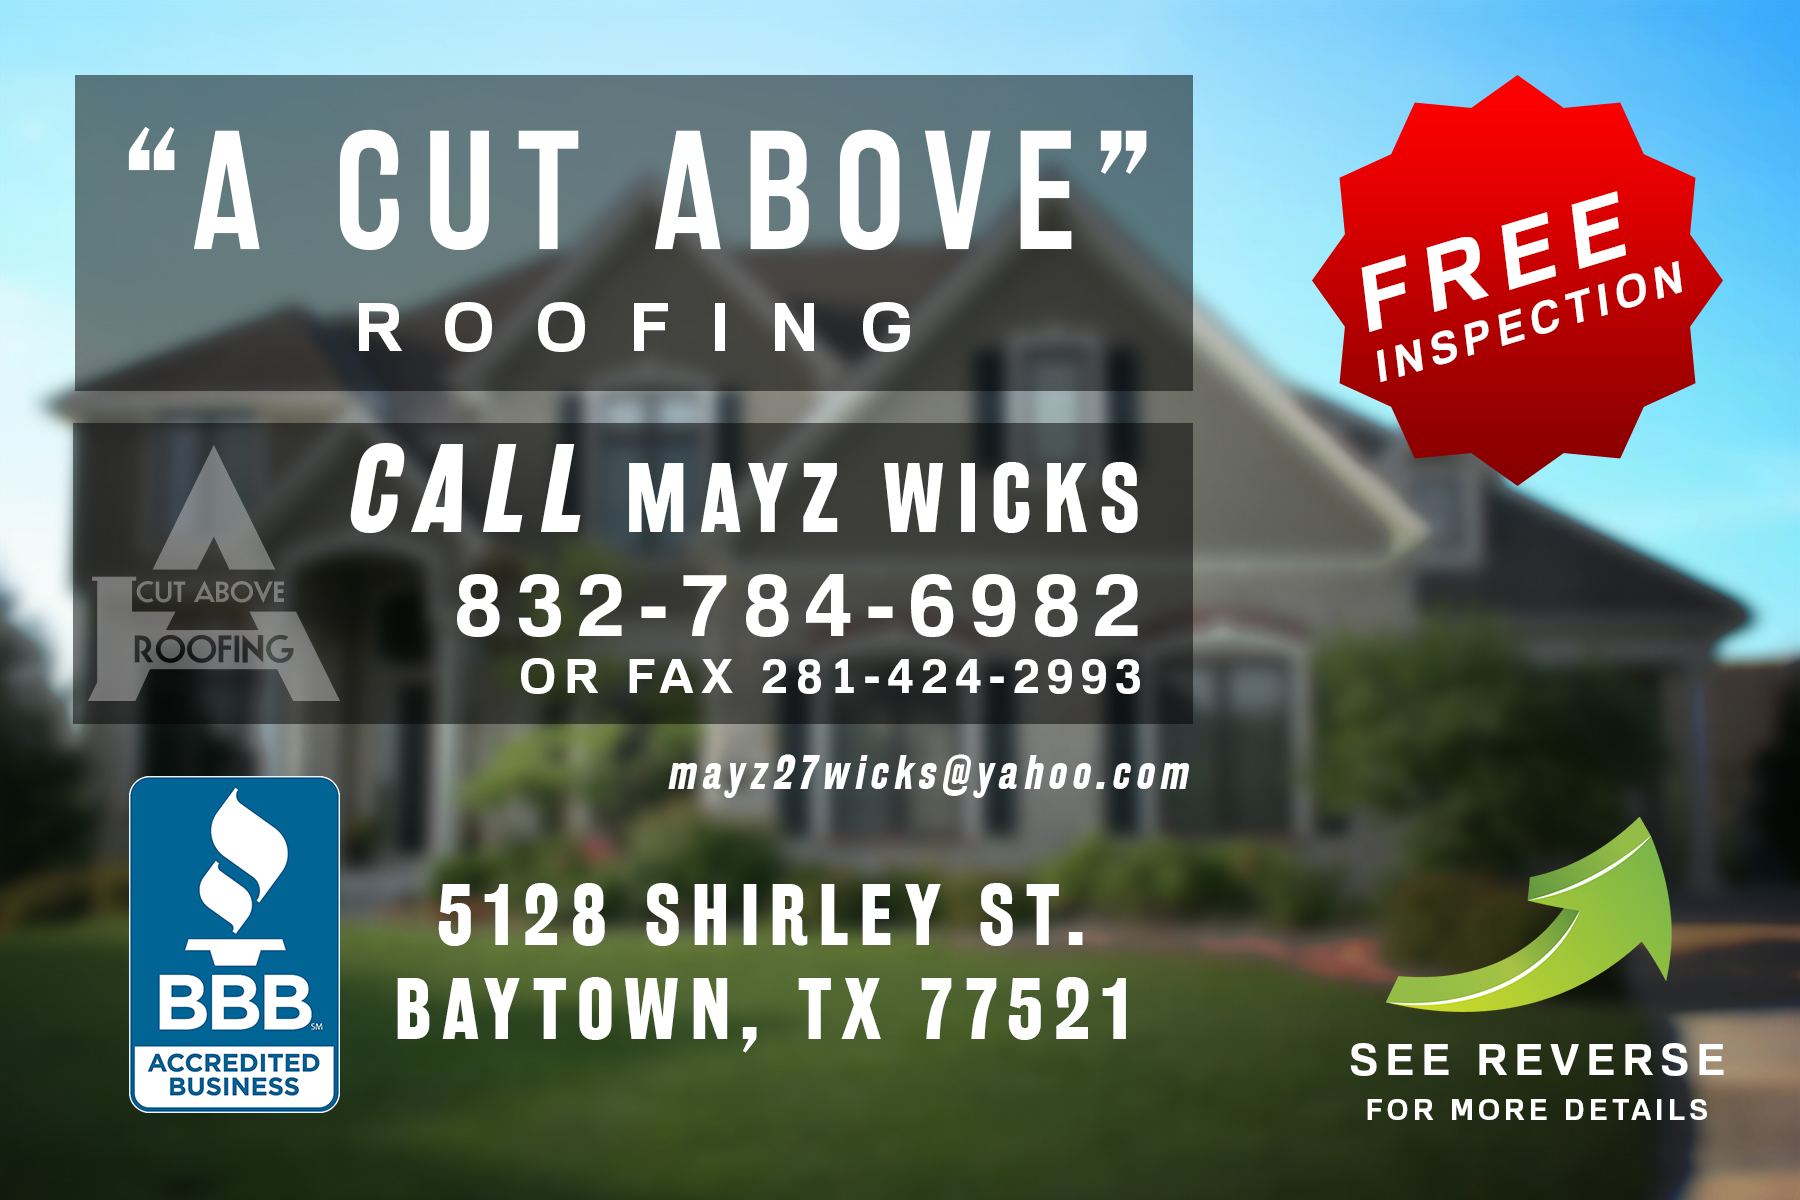 “A CUT ABOVE”
ROOFING
FREE
INSPECTION
CALL MAYZ WICKS
832-784-6982
OR FAX 281-424-2993
A
CUT ABOVE
ROOFING
mayz27wicks@yahoo.com
5128 SHIRLEY ST.
BAYTOWN, TX 77521
BBB SM
ACCREDITED
BUSINESS
SEE REVERSE
FOR MORE DETAILS